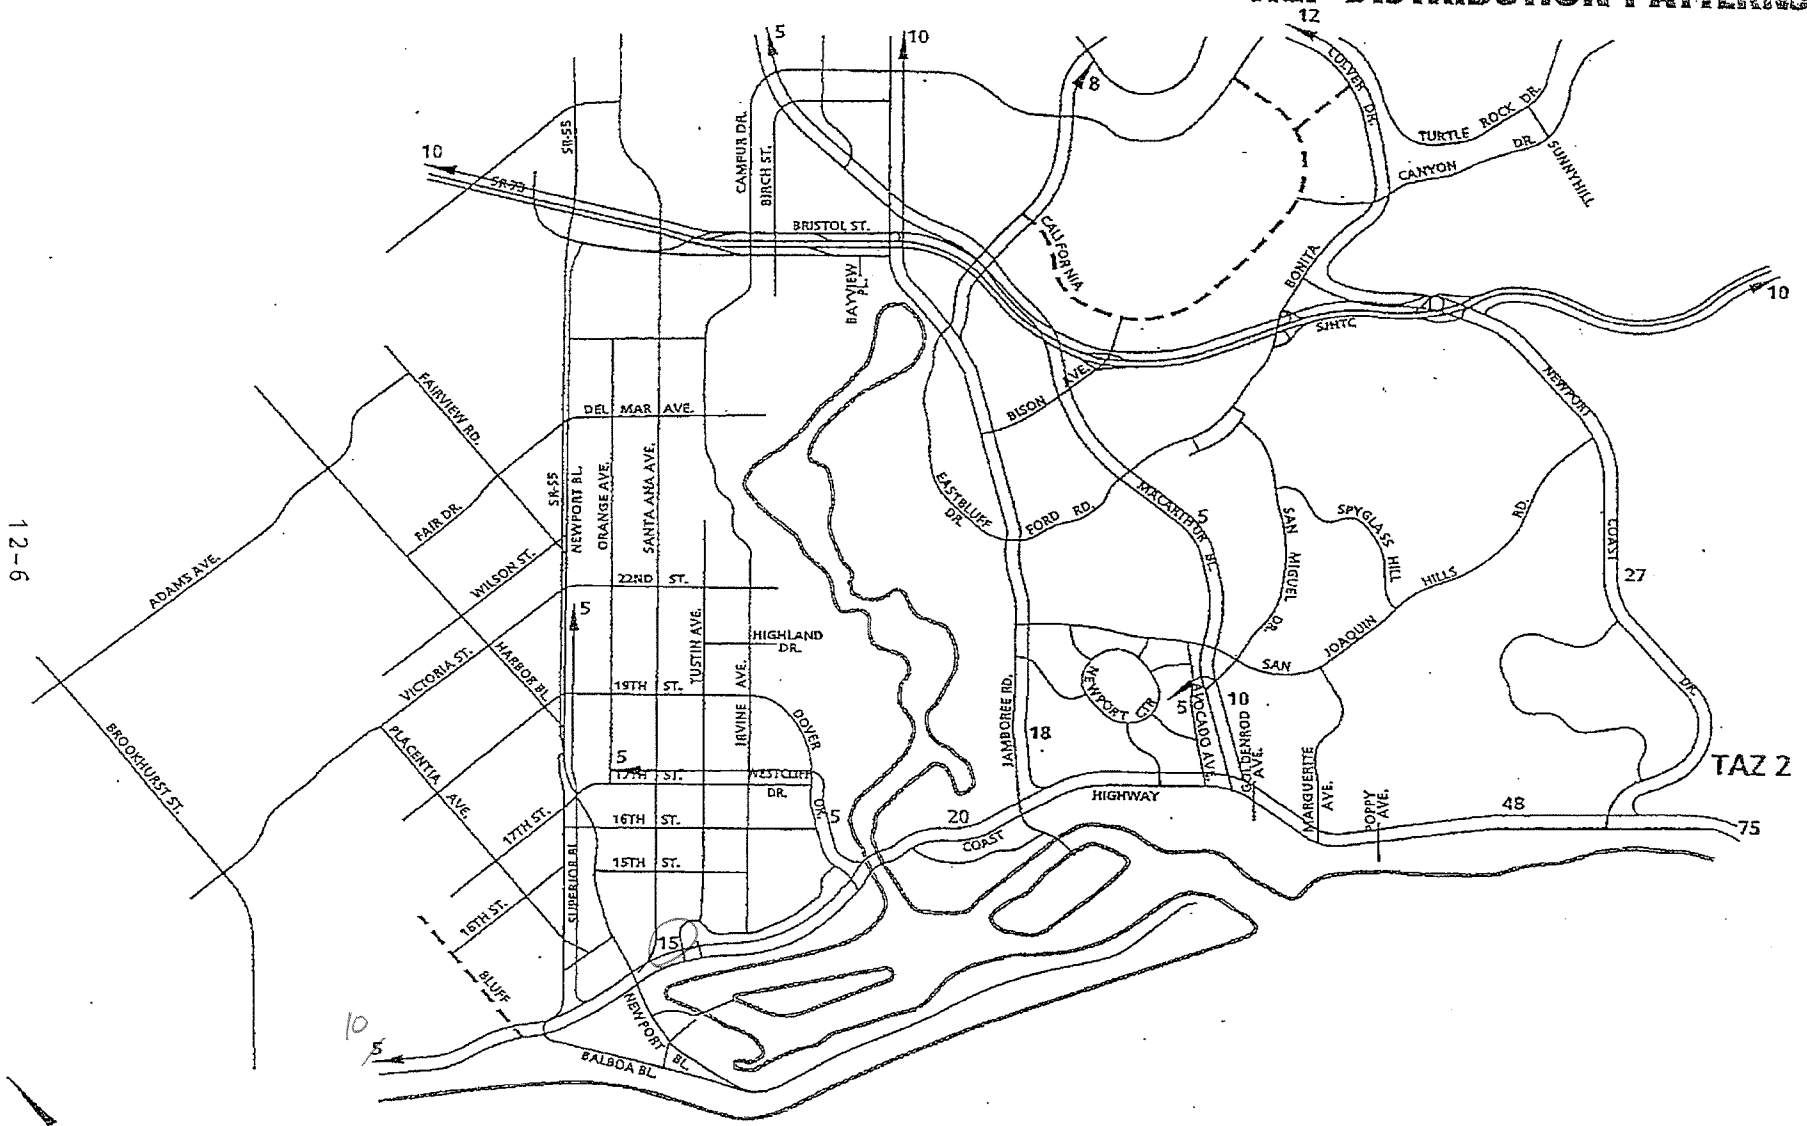 TRIP DISTRIBUTION PATTERNS
12
5
10
8
CULVER DR.
TURTLE ROCK DR.
SUNNYHILL
CANYON DR.
SR-55
CAMPUR DR.
BIRCH ST.
10
SR-73
BRISTOL ST.
BAYVIEW PL.
CALIFORNIA
BONITA
10
SJHTC
NEWPORT
COAST
DR.
FAIRVIEW RD.
DEL MAR AVE.
BISON AVE.
SR-55
NEWPORT BL.
ORANGE AVE.
SANTA ANA AVE.
FAIR DR.
EASTBLUFF DR.
FORD RD.
MACARTHUR BL.
5
SAN MIGUEL DR.
SPYGLASS HILL
SAN JOAQUIN HILLS RD.
27
12-6
ADAMS AVE.
WILSON ST.
22ND ST.
5
TUSTIN AVE.
HIGHLAND DR.
VICTORIA ST.
HARBOR BL.
19TH ST.
IRVINE AVE.
DOVER DR.
JAMBOREE RD.
18
NEWPORT CTR
5
AVOCADO AVE.
10
GOLDENROD AVE.
MARGUERITE AVE.
POPPY AVE.
TAZ 2
BROOKHURST ST.
PLACENTIA AVE.
5
17TH ST.
WESTCLIFF DR.
5
17TH ST.
16TH ST.
15TH ST.
20
COAST HIGHWAY
48
75
SUPERIOR BL.
16TH ST.
15
BLUFF
NEWPORT BL.
BALBOA BL.
10
5